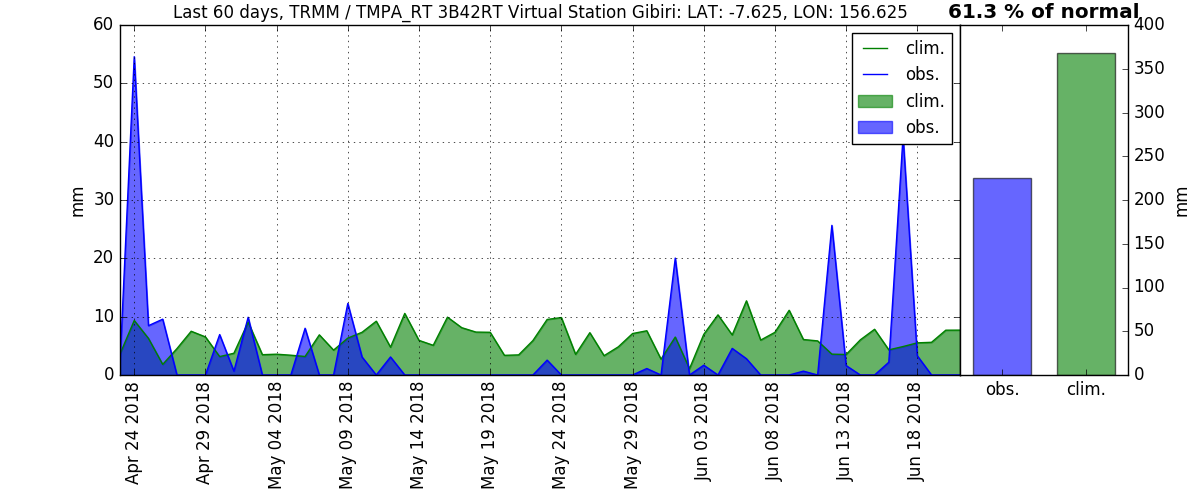 Last 60 days, TRMM / TMPA_RT 3B42RT Virtual Station Gibiri: LAT: -7.625, LON: 156.625
61.3 % of normal
60
50
40
30
20
10
0
mm
clim.
obs.
clim.
obs.
Apr 24 2018
Apr 29 2018
May 04 2018
May 09 2018
May 14 2018
May 19 2018
May 24 2018
May 29 2018
Jun 03 2018
Jun 08 2018
Jun 13 2018
Jun 18 2018
400
350
300
250
200
150
100
50
0
mm
obs.
clim.